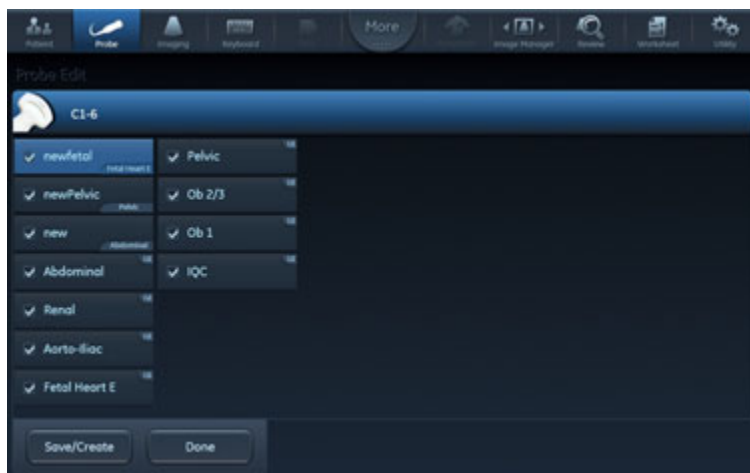 Patient
Probe
Imaging
Keyboard
More
Image Manager
Review
Worksheet
Utility
Probe Edit
C1-6
newfetal
Fetal Heart E
newPelvic
Pelvic
new
Abdominal
Abdominal
Renal
Aorto-Iliac
Fetal Heart E
Pelvic
Ob 2/3
Ob 1
IQC
Save/Create
Done